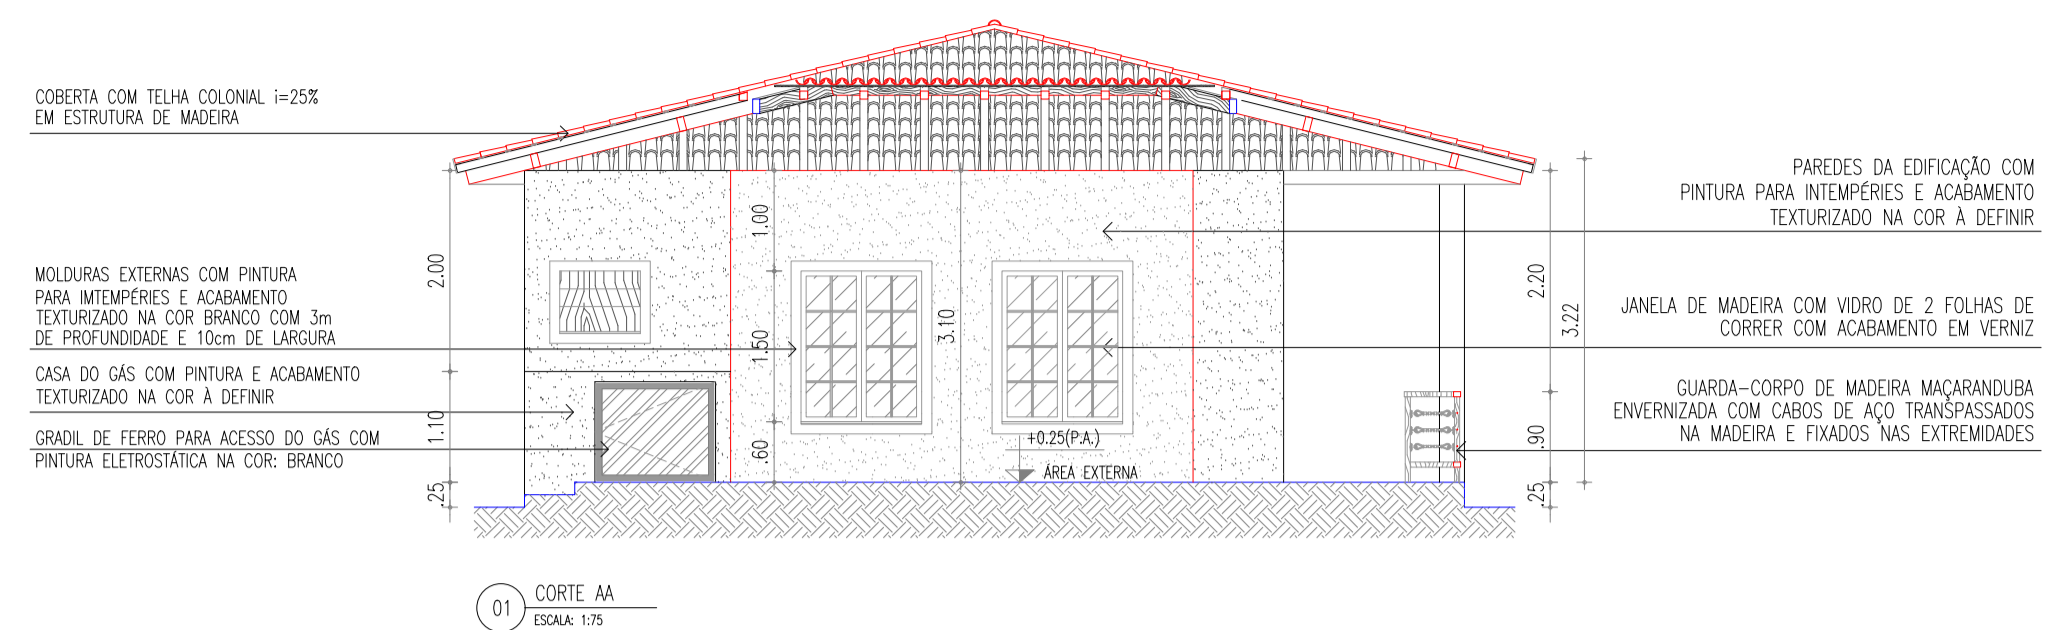 COBERTA COM TELHA COLONIAL i=25%
EM ESTRUTURA DE MADEIRA
MOLDURAS EXTERNAS COM PINTURA
PARA IMTEMPÉRIES E ACABAMENTO
TEXTURIZADO NA COR BRANCO COM 3m
DE PROFUNDIDADE E 10cm DE LARGURA
CASA DO GÁS COM PINTURA E ACABAMENTO
TEXTURIZADO NA COR À DEFINIR
GRADIL DE FERRO PARA ACESSO DO GÁS COM
PINTURA ELETROSTÁTICA NA COR: BRANCO
2.00
1.10
.25
1.00
1.50
.60
3.10
+0.25(P.A.)
ÁREA EXTERNA
2.20
.90
.25
3.22
PAREDES DA EDIFICAÇÃO COM
PINTURA PARA INTEMPÉRIES E ACABAMENTO
TEXTURIZADO NA COR À DEFINIR
JANELA DE MADEIRA COM VIDRO DE 2 FOLHAS DE
CORRER COM ACABAMENTO EM VERNIZ
GUARDA-CORPO DE MADEIRA MAÇARANDUBA
ENVERNIZADA COM CABOS DE AÇO TRANSPASSADOS
NA MADEIRA E FIXADOS NAS EXTREMIDADES
01
CORTE AA
ESCALA: 1:75